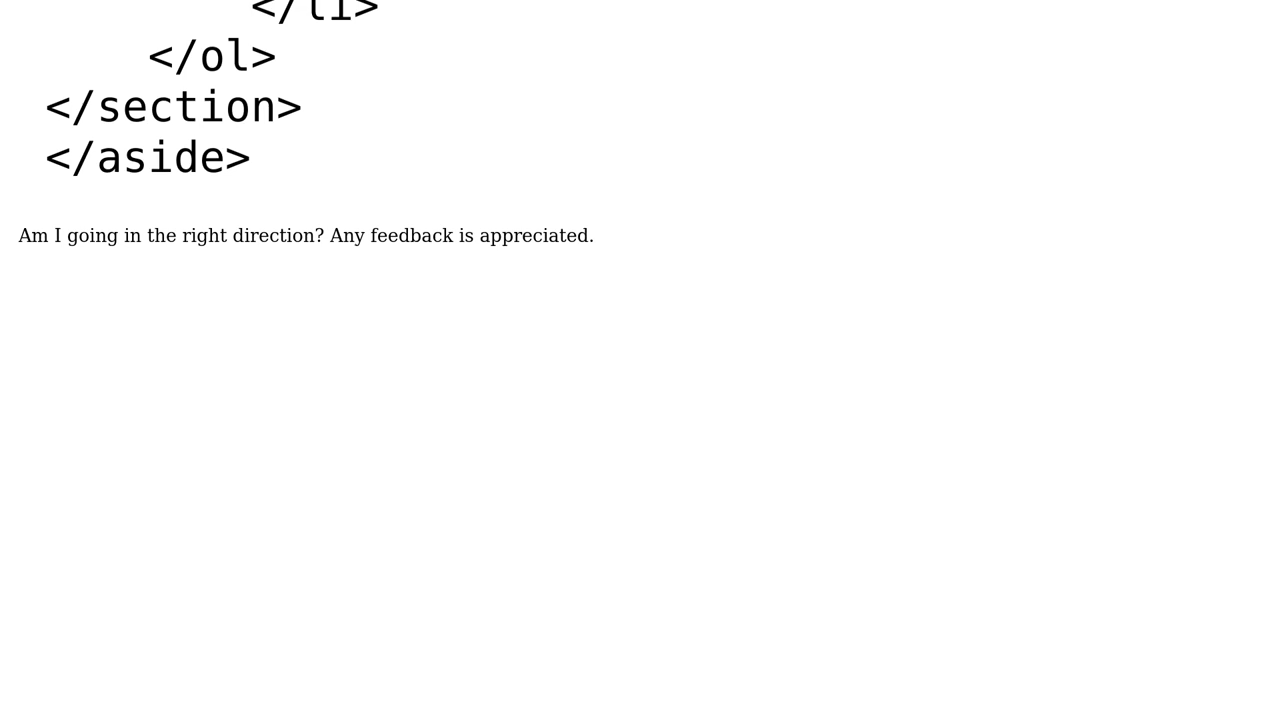 </li>
</ol>
</section>
</aside>
Am I going in the right direction? Any feedback is appreciated.